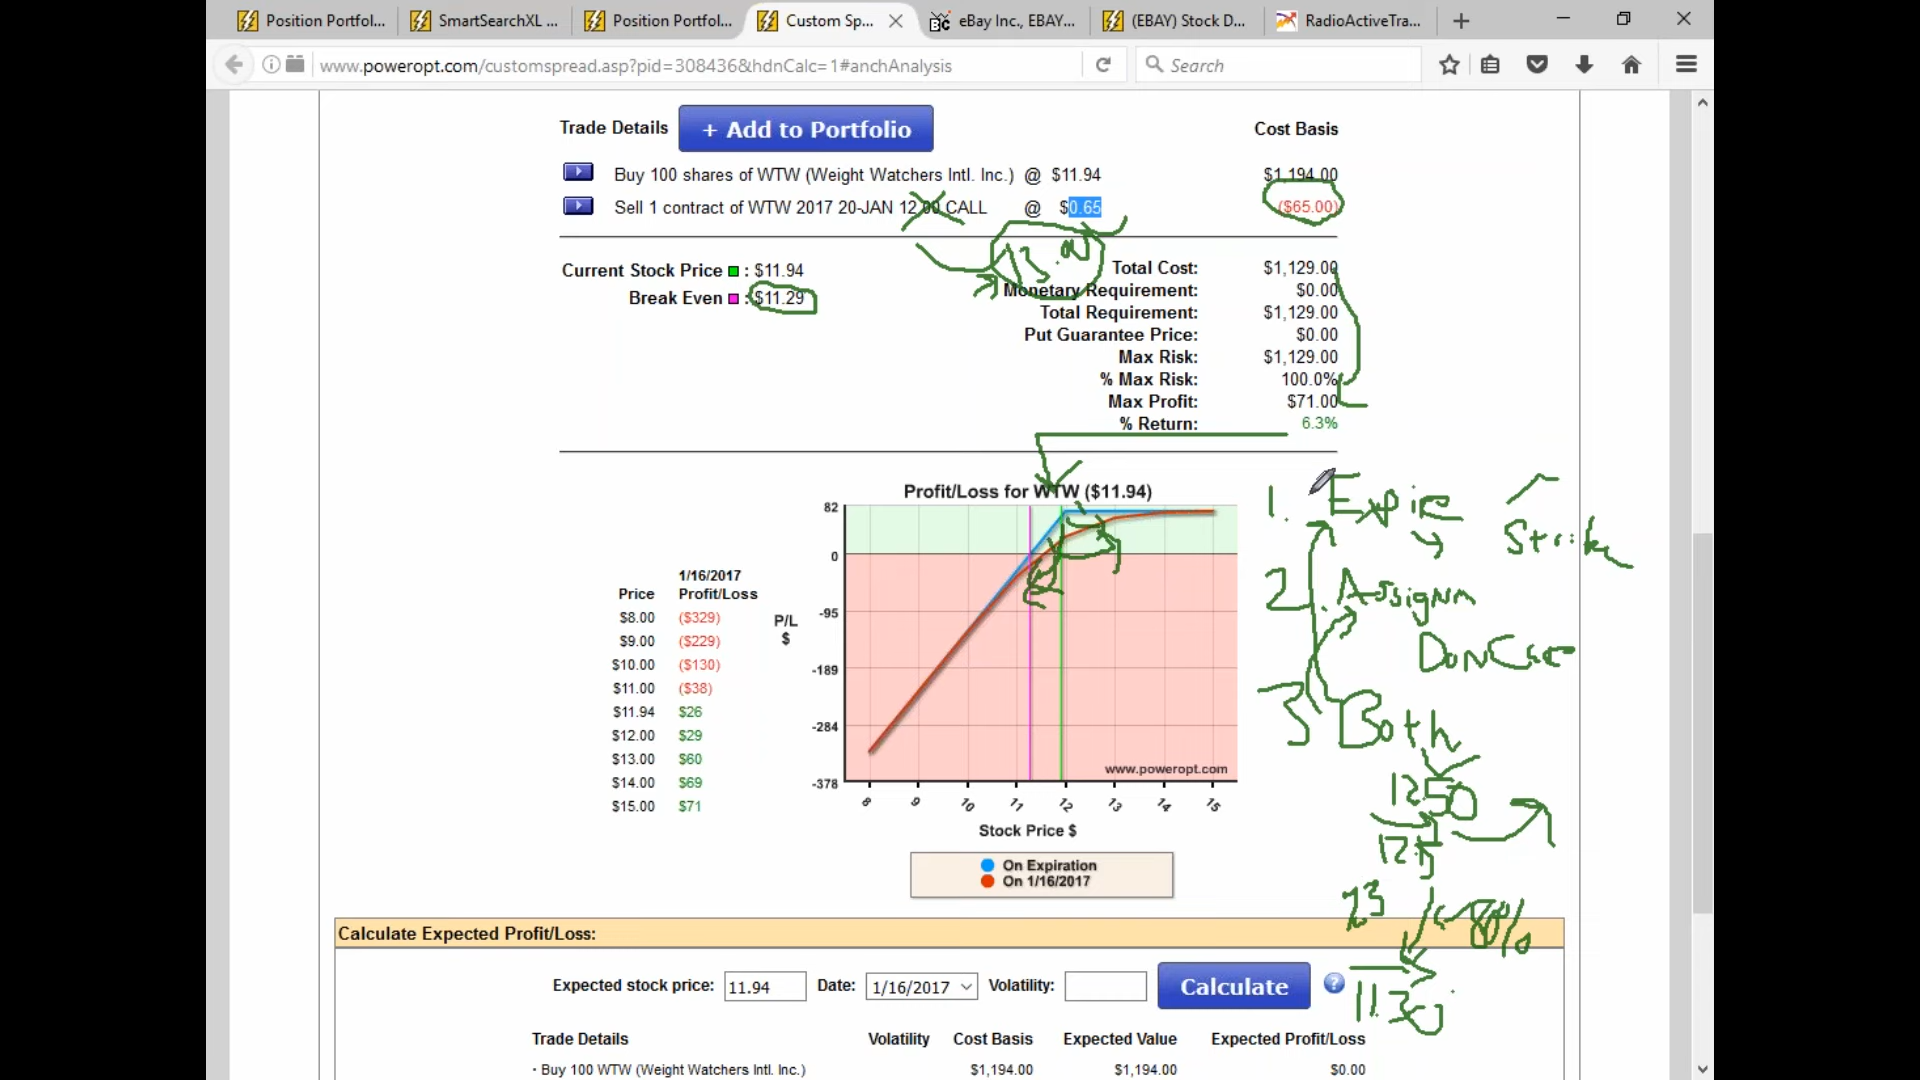 Position Portfol... SmartSearchXL ... Position Portfol... Custom Sp... eBay Inc., EBAY... (EBAY) Stock D... RadioActiveTra...
www.poweropt.com/customspread.asp?pid=308436&hdnCalc=1#anchAnalysis Search
Trade Details + Add to Portfolio Cost Basis
Buy 100 shares of WTW (Weight Watchers Intl. Inc.) @ $11.94 $1,194.00
Sell 1 contract of WTW 2017 20-JAN 12.00 CALL @ $0.65 ($65.00)
Current Stock Price : $11.94
Break Even : $11.29
Total Cost: $1,129.00
Monetary Requirement: $0.00
Total Requirement: $1,129.00
Put Guarantee Price: $0.00
Max Risk: $1,129.00
% Max Risk: 100.0%
Max Profit: $71.00
% Return: 6.3%
Profit/Loss for WTW ($11.94)
82
0
-95
-189
-284
-378
P/L
$
8 9 10 11 12 13 14 15
Stock Price $
www.poweropt.com
On Expiration
On 1/16/2017
1/16/2017
Price Profit/Loss
$8.00 ($329)
$9.00 ($229)
$10.00 ($130)
$11.00 ($38)
$11.94 $26
$12.00 $29
$13.00 $60
$14.00 $69
$15.00 $71
1. Expire
Strike
2. Assignm
3 Both
1250
80%
11.30
Calculate Expected Profit/Loss:
Expected stock price: 11.94 Date: 1/16/2017 Volatility: Calculate ?
Trade Details Volatility Cost Basis Expected Value Expected Profit/Loss
· Buy 100 WTW (Weight Watchers Intl. Inc.) $1,194.00 $1,194.00 $0.00